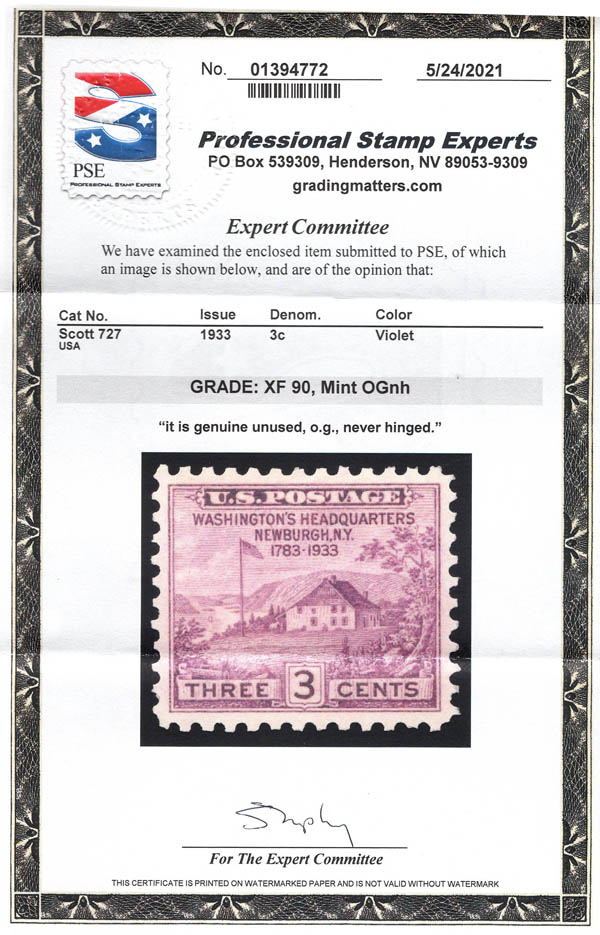 No. 01394772 5/24/2021
PSE
PROFESSIONAL STAMP EXPERTS
Professional Stamp Experts
PO Box 539309, Henderson, NV 89053-9309
gradingmatters.com
Expert Committee
We have examined the enclosed item submitted to PSE, of which
an image is shown below, and are of the opinion that:
Cat No. Issue Denom. Color
Scott 727 1933 3c Violet
USA
GRADE: XF 90, Mint OGnh
“it is genuine unused, o.g., never hinged.”
U.S. POSTAGE
WASHINGTON'S HEADQUARTERS
NEWBURGH, N.Y.
1783-1933
THREE 3 CENTS
For The Expert Committee
THIS CERTIFICATE IS PRINTED ON WATERMARKED PAPER AND IS NOT VALID WITHOUT WATERMARK